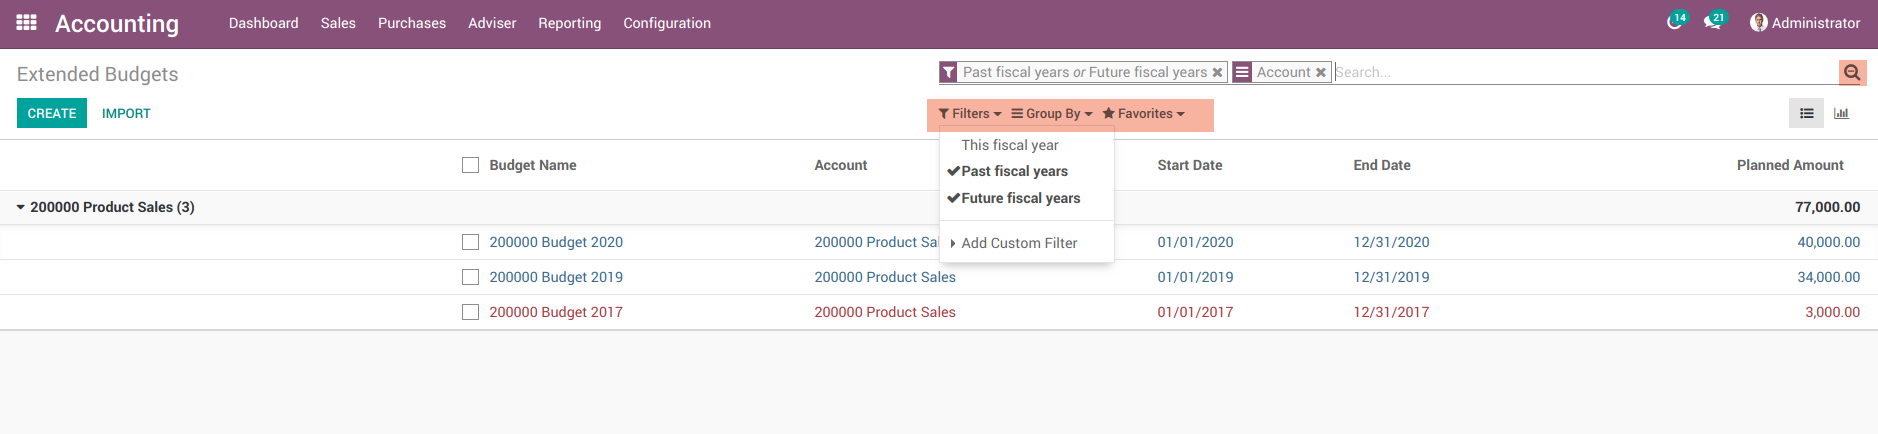 Accounting Dashboard Sales Purchases Adviser Reporting Configuration 14 21 Administrator
Extended Budgets
Past fiscal years or Future fiscal years Account Search...
CREATE IMPORT Filters Group By Favorites
This fiscal year
Past fiscal years
Future fiscal years
Add Custom Filter
Budget Name Account Start Date End Date Planned Amount
200000 Product Sales (3) 77,000.00
200000 Budget 2020 200000 Product Sal 01/01/2020 12/31/2020 40,000.00
200000 Budget 2019 200000 Product Sales 01/01/2019 12/31/2019 34,000.00
200000 Budget 2017 200000 Product Sales 01/01/2017 12/31/2017 3,000.00